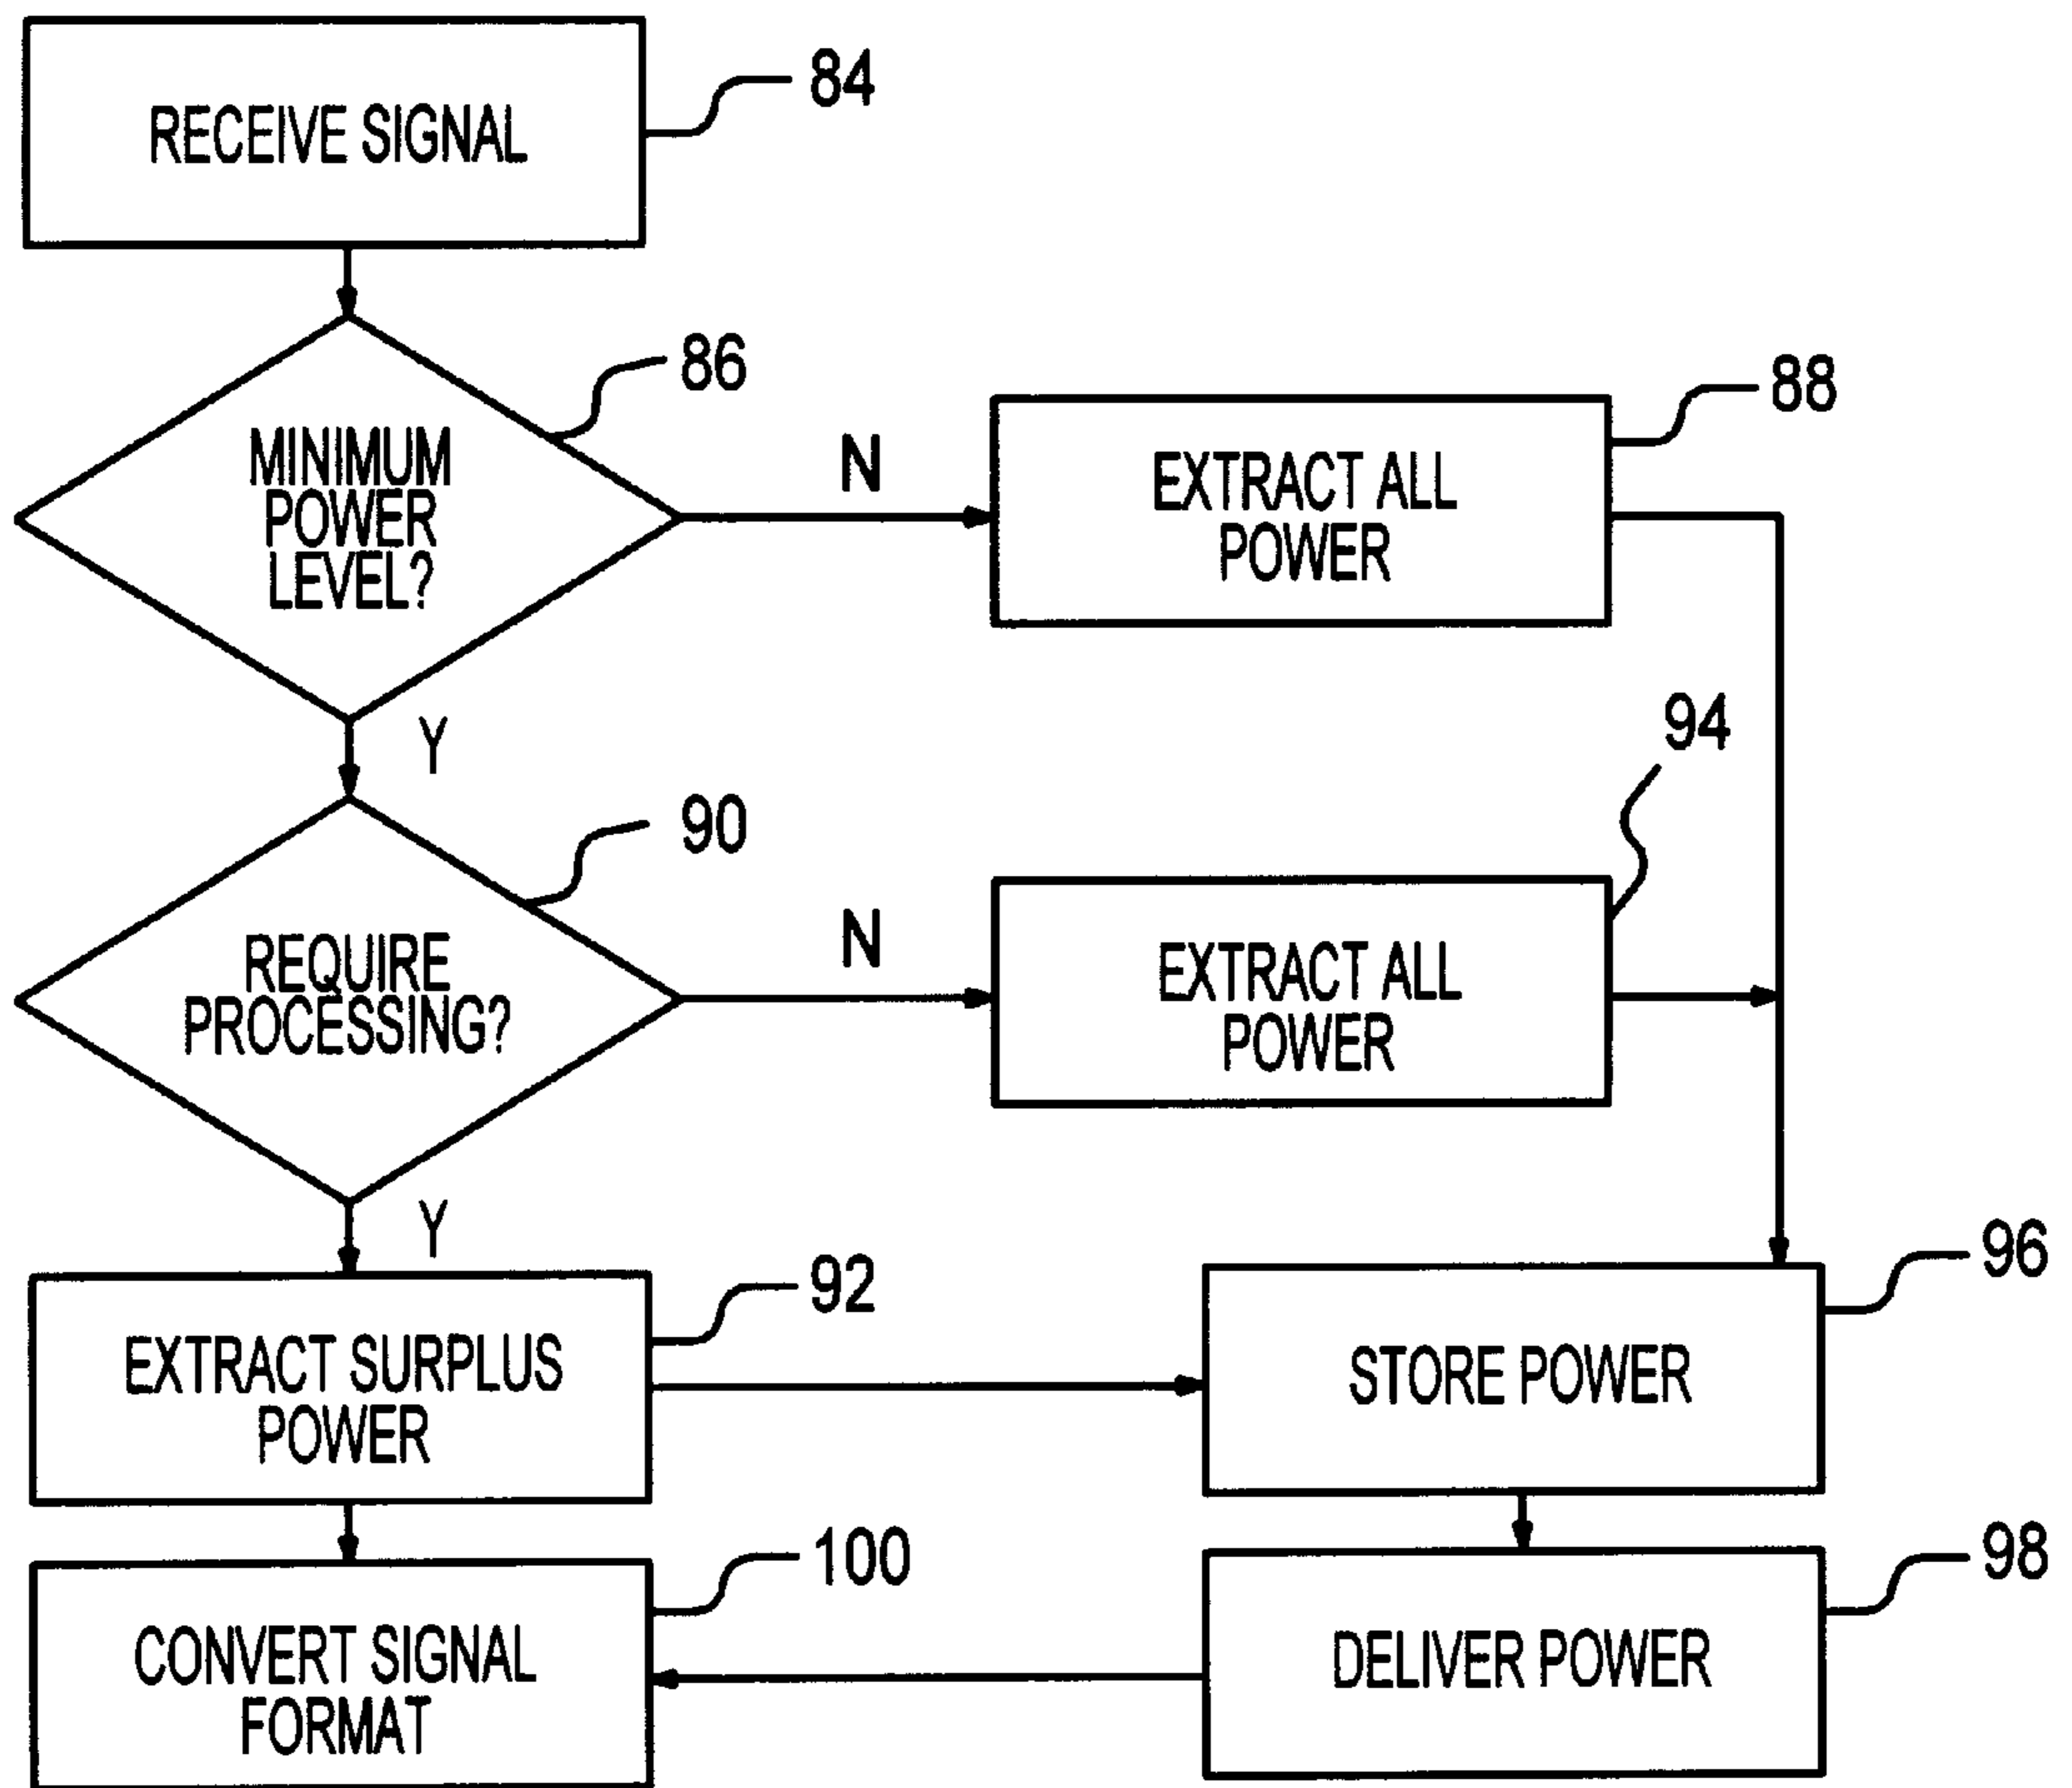 RECEIVE SIGNAL
84
MINIMUM
POWER
LEVEL?
86
N
EXTRACT ALL
POWER
88
Y
REQUIRE
PROCESSING?
90
N
EXTRACT ALL
POWER
94
Y
EXTRACT SURPLUS
POWER
92
STORE POWER
96
CONVERT SIGNAL
FORMAT
100
DELIVER POWER
98